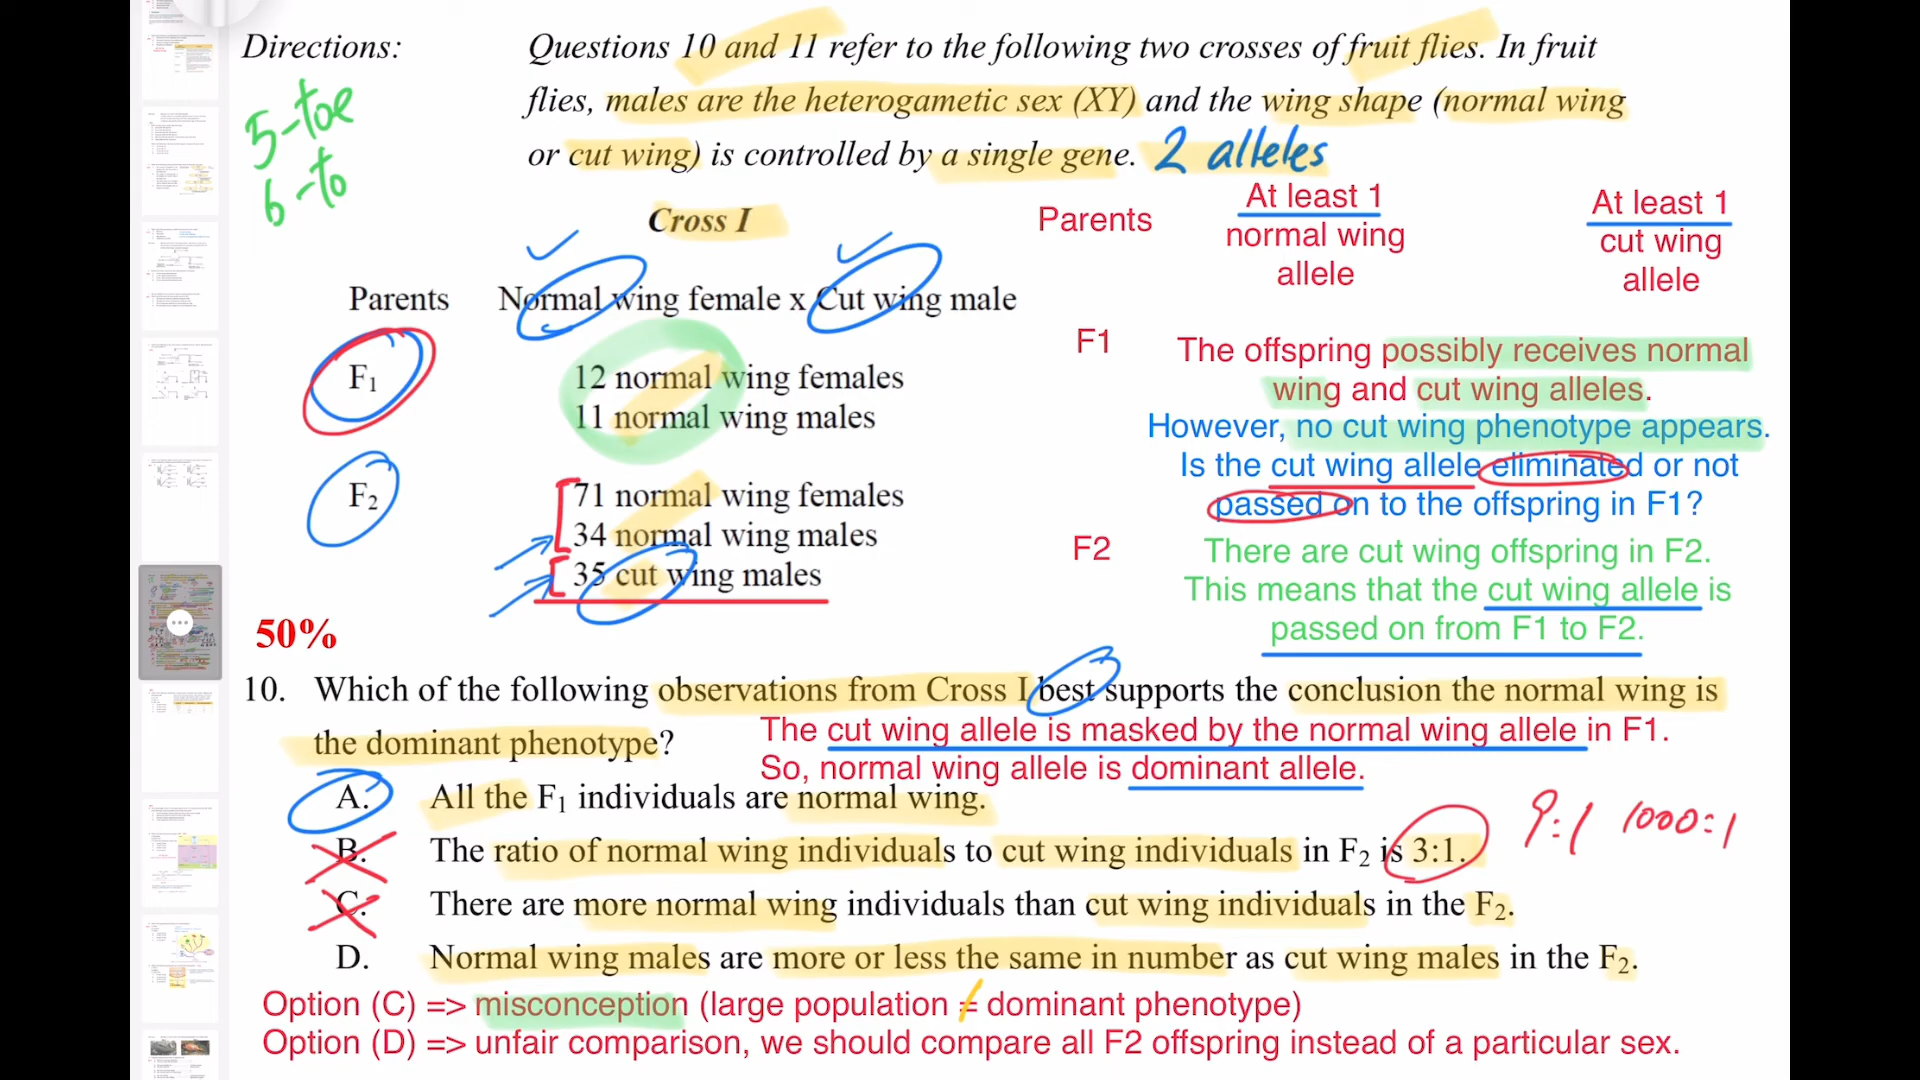 Directions: Questions 10 and 11 refer to the following two crosses of fruit flies. In fruit
flies, males are the heterogametic sex (XY) and the wing shape (normal wing
or cut wing) is controlled by a single gene. 2 alleles
5-toe
6-to
Cross I
Parents Normal wing female x Cut wing male
F₁ 12 normal wing females
11 normal wing males
F₂ 71 normal wing females
34 normal wing males
35 cut wing males
Parents
At least 1
normal wing
allele
At least 1
cut wing
allele
F1
The offspring possibly receives normal
wing and cut wing alleles.
However, no cut wing phenotype appears.
Is the cut wing allele eliminated or not
passed on to the offspring in F1?
F2
There are cut wing offspring in F2.
This means that the cut wing allele is
passed on from F1 to F2.
50%
10. Which of the following observations from Cross I best supports the conclusion the normal wing is
the dominant phenotype?
The cut wing allele is masked by the normal wing allele in F1.
So, normal wing allele is dominant allele.
A. All the F₁ individuals are normal wing.
B. The ratio of normal wing individuals to cut wing individuals in F₂ is 3:1.
9:1 1000:1
C. There are more normal wing individuals than cut wing individuals in the F₂.
D. Normal wing males are more or less the same in number as cut wing males in the F₂.
Option (C) => misconception (large population ≠ dominant phenotype)
Option (D) => unfair comparison, we should compare all F2 offspring instead of a particular sex.